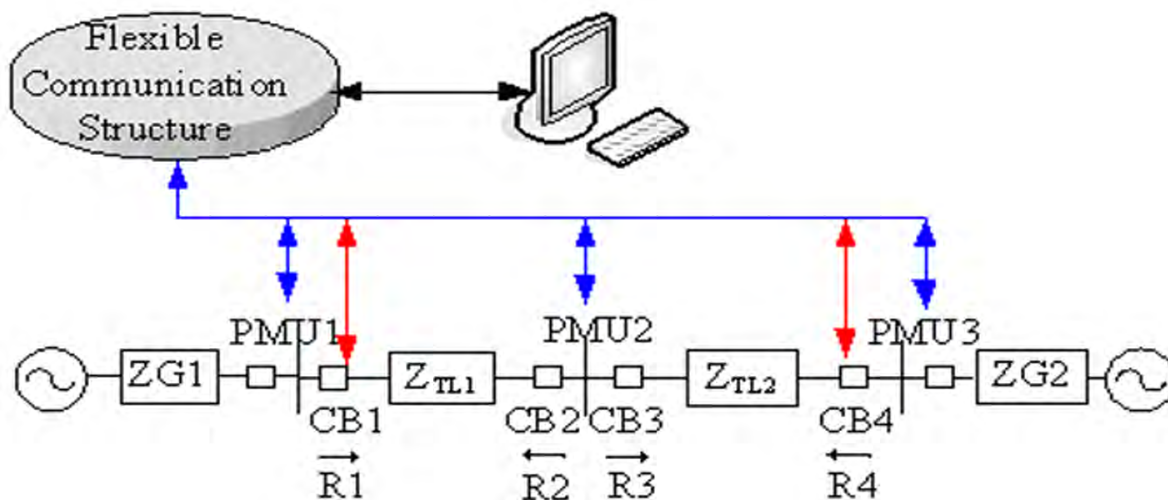 Flexible
Communication
Structure
PMU1 PMU2 PMU3
ZG1 ZTL1 ZTL2 ZG2
CB1 CB2 CB3 CB4
R1 R2 R3 R4